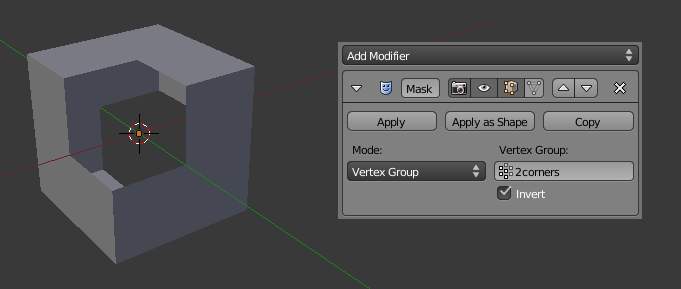 Add Modifier
Mask
Apply
Apply as Shape
Copy
Mode:
Vertex Group:
Vertex Group
2corners
Invert